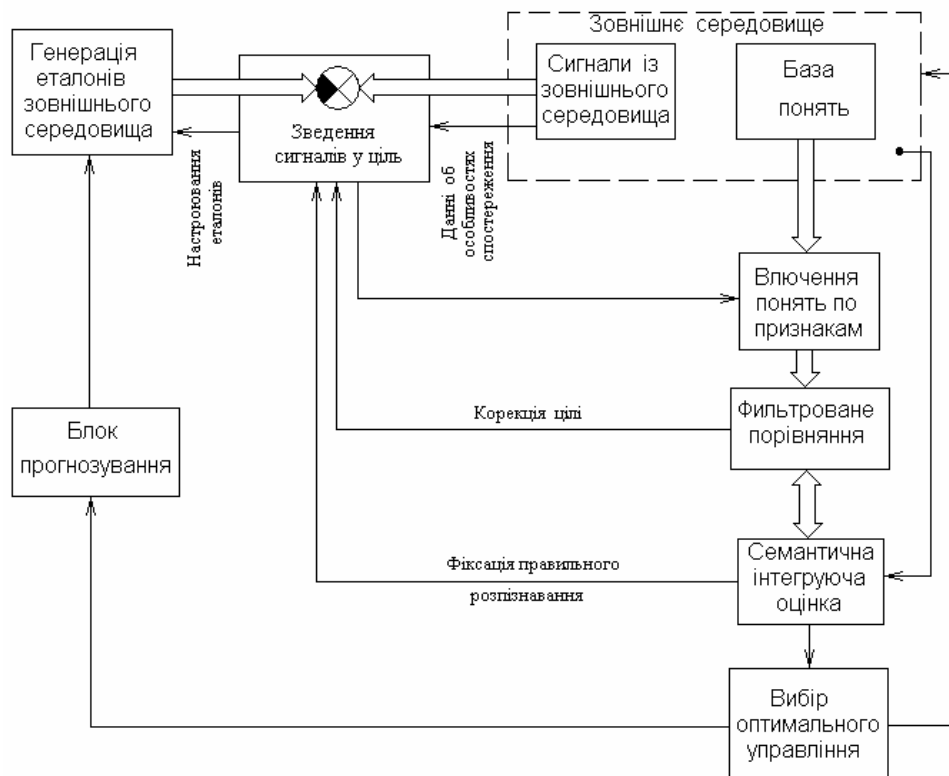 Зовнішнє середовище
Генерація
еталонів
зовнішнього
середовища
Зведення
сигналів у ціль
Сигнали із
зовнішнього
середовища
База
понять
Настроювання
еталонів
Данні об
особливостях
спостереження
Влючення
понять по
признакам
Корекція цілі
Фильтроване
порівняння
Блок
прогнозування
Фіксація правильного
розпізнавання
Семантична
інтегруюча
оцінка
Вибір
оптимального
управління